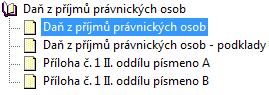 Daň z příjmů právnických osob
Daň z příjmů právnických osob
Daň z příjmů právnických osob - podklady
Příloha č. 1 II. oddílu písmeno A
Příloha č. 1 II. oddílu písmeno B